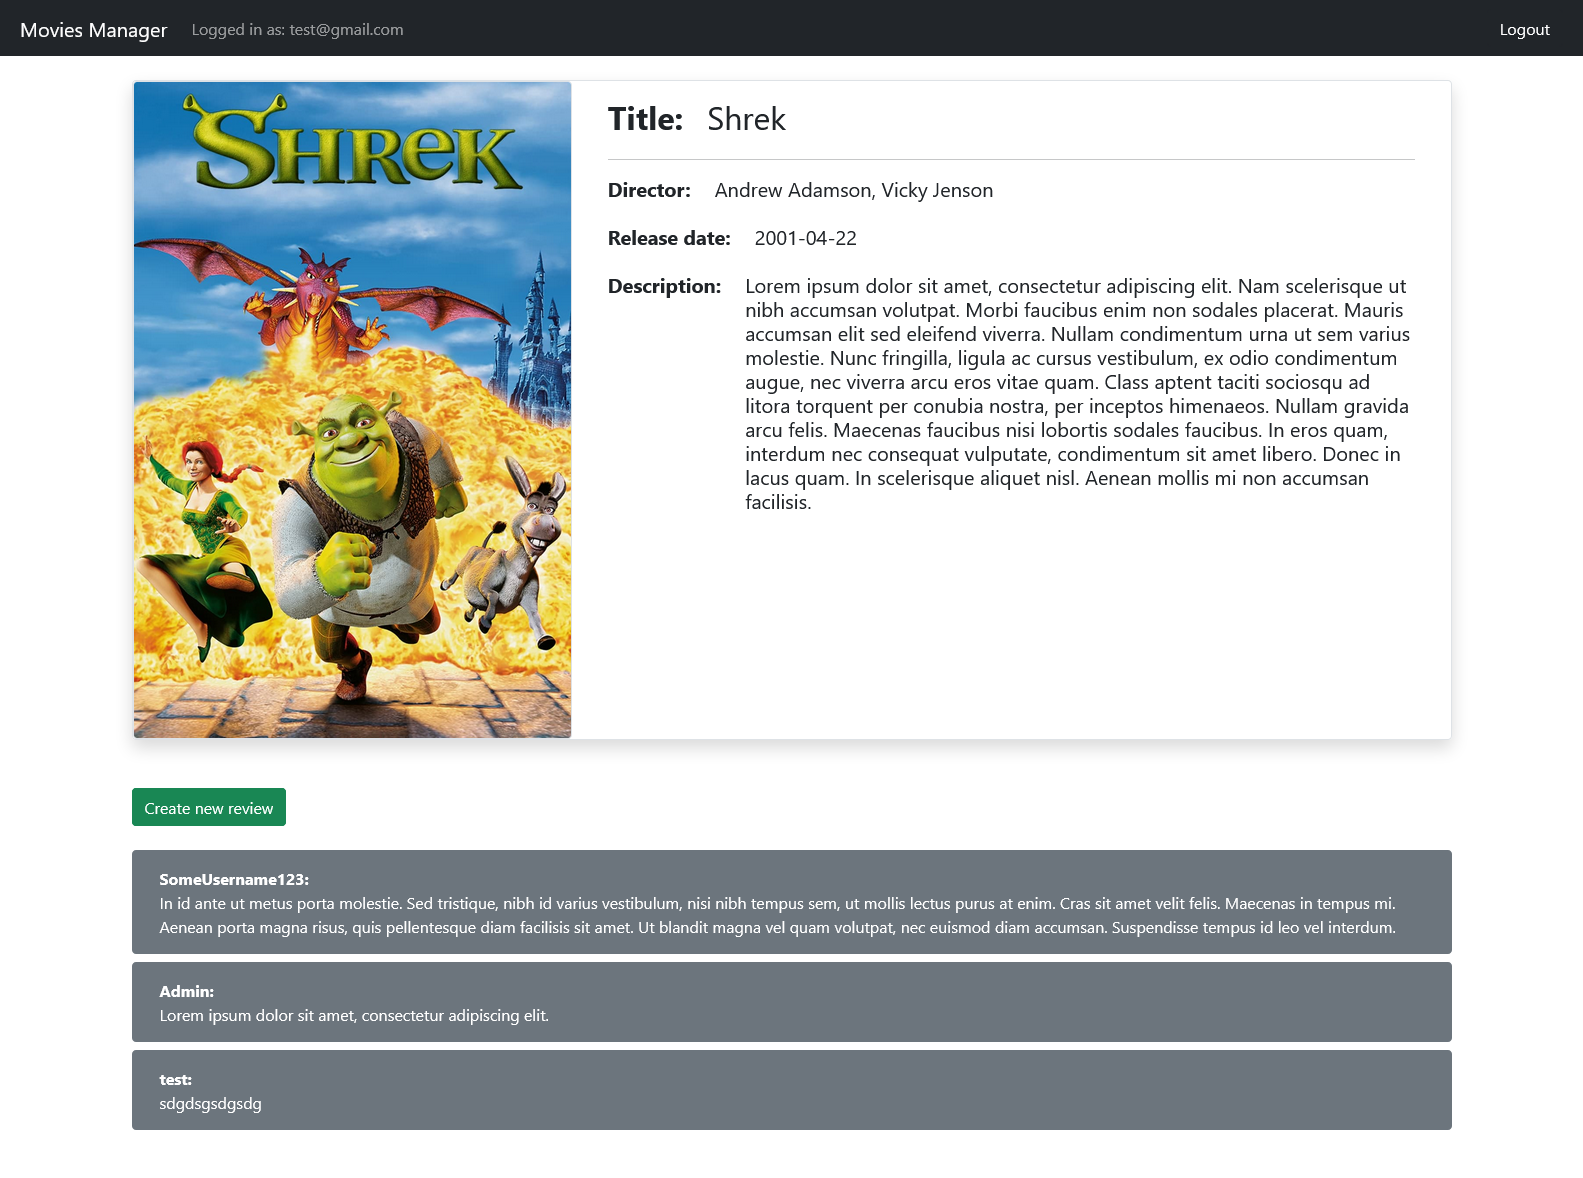 Movies Manager Logged in as: test@gmail.com Logout
SHREK
Title: Shrek
Director: Andrew Adamson, Vicky Jenson
Release date: 2001-04-22
Description: Lorem ipsum dolor sit amet, consectetur adipiscing elit. Nam scelerisque ut
nibh accumsan volutpat. Morbi faucibus enim non sodales placerat. Mauris
accumsan elit sed eleifend viverra. Nullam condimentum urna ut sem varius
molestie. Nunc fringilla, ligula ac cursus vestibulum, ex odio condimentum
augue, nec viverra arcu eros vitae quam. Class aptent taciti sociosqu ad
litora torquent per conubia nostra, per inceptos himenaeos. Nullam gravida
arcu felis. Maecenas faucibus nisi lobortis sodales faucibus. In eros quam,
interdum nec consequat vulputate, condimentum sit amet libero. Donec in
lacus quam. In scelerisque aliquet nisl. Aenean mollis mi non accumsan
facilisis.
Create new review
SomeUsername123:
In id ante ut metus porta molestie. Sed tristique, nibh id varius vestibulum, nisi nibh tempus sem, ut mollis lectus purus at enim. Cras sit amet velit felis. Maecenas in tempus mi.
Aenean porta magna risus, quis pellentesque diam facilisis sit amet. Ut blandit magna vel quam volutpat, nec euismod diam accumsan. Suspendisse tempus id leo vel interdum.
Admin:
Lorem ipsum dolor sit amet, consectetur adipiscing elit.
test:
sdgdsgsdgsdg